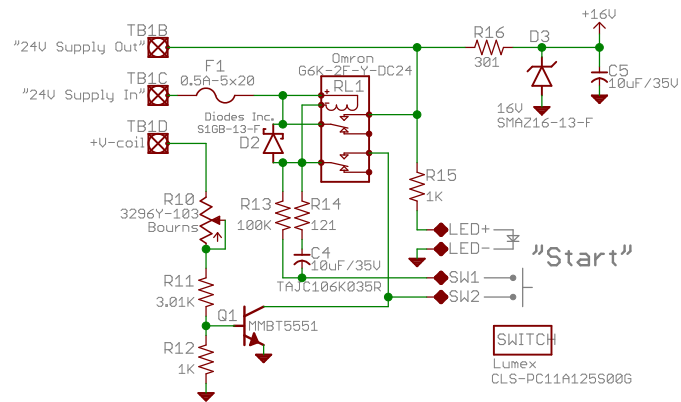 TB1B
"24V Supply Out"
TB1C
"24V Supply In"
TB1D
+V-coil
F1
0.5A-5x20
Omron
G6K-2F-Y-DC24
RL1
+
-
Diodes Inc.
S1GB-13-F
D2
R16
301
D3
16V
SMAZ16-13-F
+16V
C5
10uF/35V
R10
3296Y-103
Bourns
R13
100K
R14
121
C4
10uF/35V
TAJC106K035R
R15
1K
LED+
LED-
SW1
SW2
"Start"
R11
3.01K
Q1
MMBT5551
R12
1K
SWITCH
Lumex
CLS-PC11A125S00G